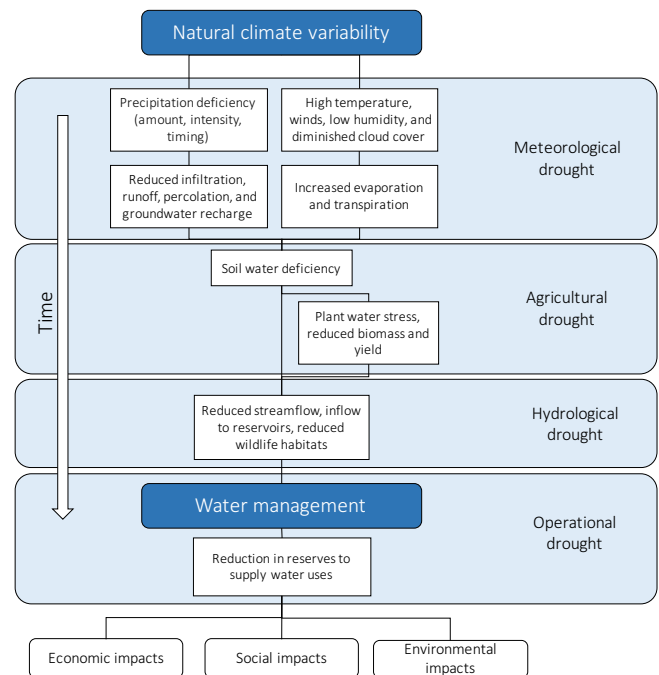 Natural climate variability
Precipitation deficiency
(amount, intensity,
timing)
High temperature,
winds, low humidity, and
diminished cloud cover
Meteorological
drought
Reduced infiltration,
runoff, percolation, and
groundwater recharge
Increased evaporation
and transpiration
Time
Soil water deficiency
Agricultural
drought
Plant water stress,
reduced biomass and
yield
Reduced streamflow, inflow
to reservoirs, reduced
wildlife habitats
Hydrological
drought
Water management
Operational
drought
Reduction in reserves to
supply water uses
Economic impacts
Social impacts
Environmental
impacts